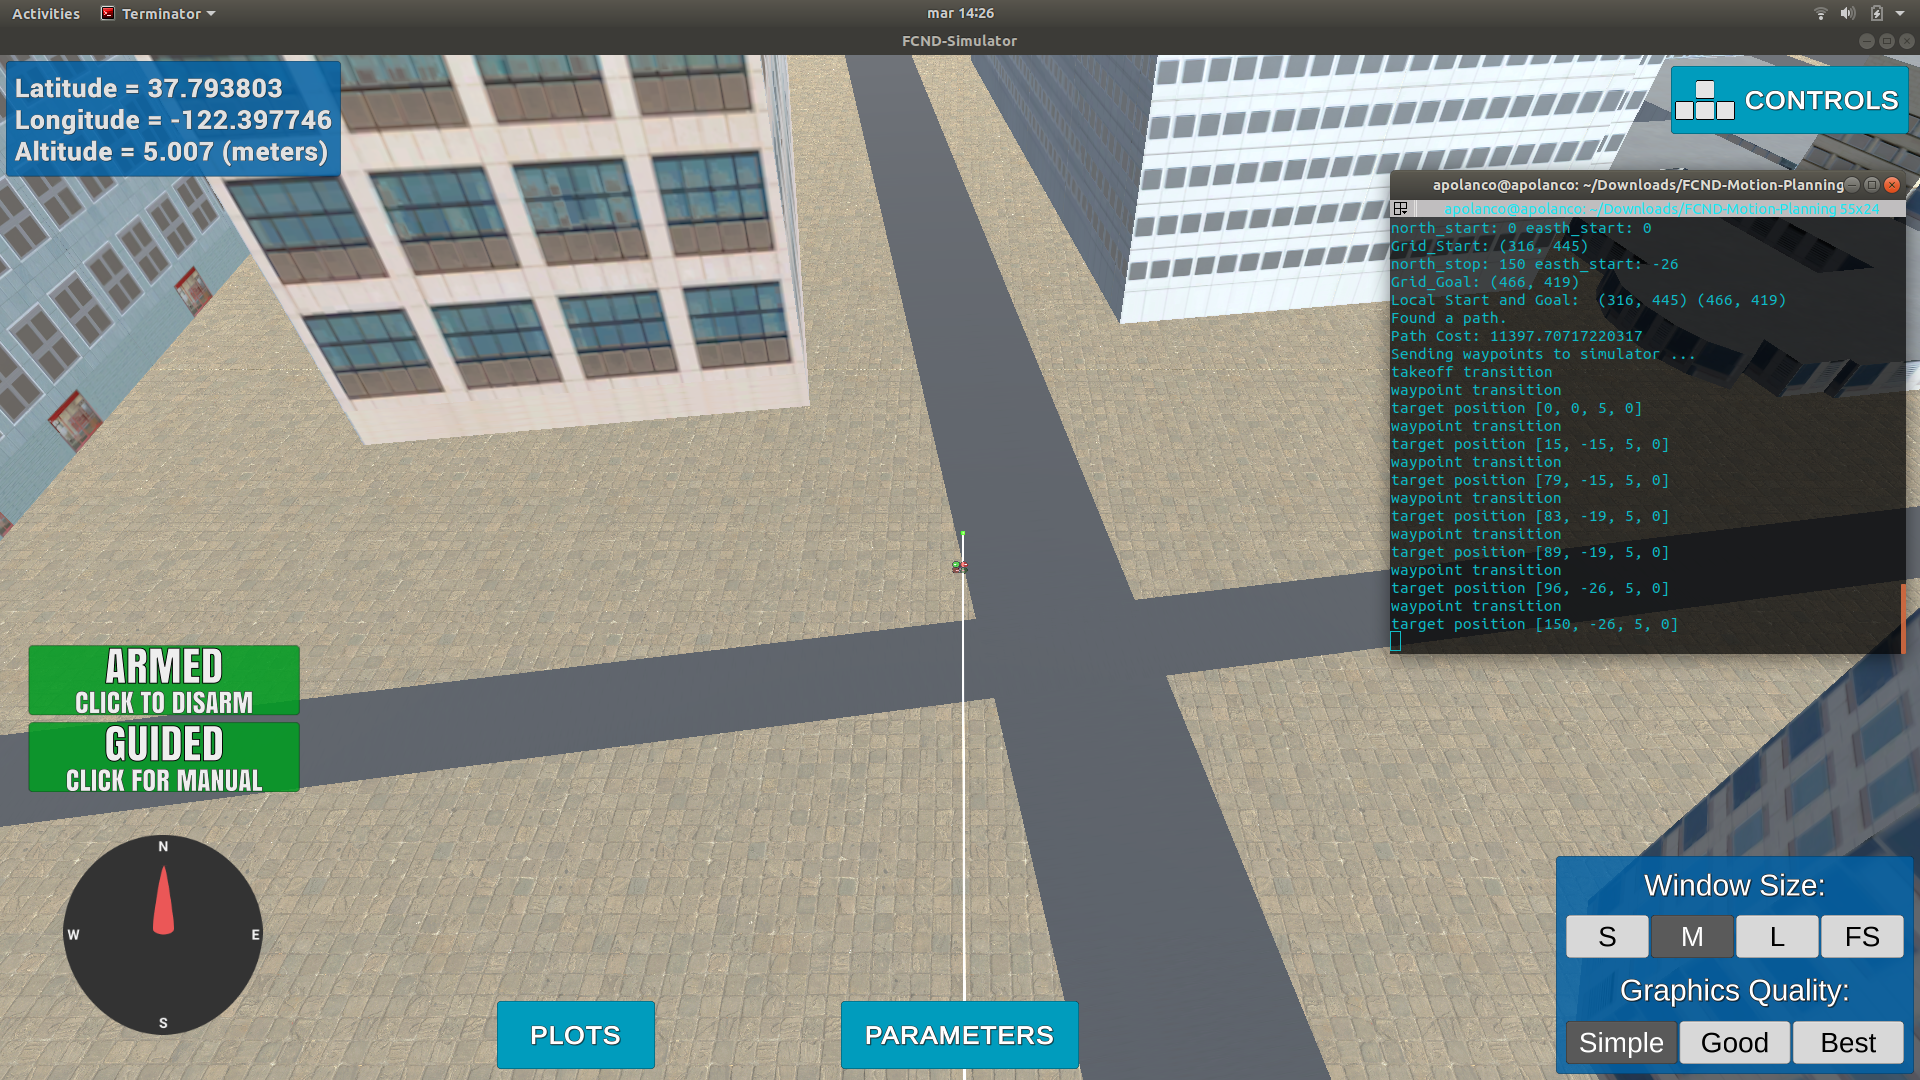 Activities
Terminator
mar 14:26
FCND-Simulator
Latitude = 37.793803
Longitude = -122.397746
Altitude = 5.007 (meters)
CONTROLS
apolanco@apolanco: ~/Downloads/FCND-Motion-Planning
apolanco@apolanco: ~/Downloads/FCND-Motion-Planning 55x24
north_start: 0 easth_start: 0
Grid_Start: (316, 445)
north_stop: 150 easth_start: -26
Grid_Goal: (466, 419)
Local Start and Goal:  (316, 445) (466, 419)
Found a path.
Path Cost: 11397.70717220317
Sending waypoints to simulator ...
takeoff transition
waypoint transition
target position [0, 0, 5, 0]
waypoint transition
target position [15, -15, 5, 0]
waypoint transition
target position [79, -15, 5, 0]
waypoint transition
target position [83, -19, 5, 0]
waypoint transition
target position [89, -19, 5, 0]
waypoint transition
target position [96, -26, 5, 0]
waypoint transition
target position [150, -26, 5, 0]
ARMED
CLICK TO DISARM
GUIDED
CLICK FOR MANUAL
N
W
E
S
PLOTS
PARAMETERS
Window Size:
S M L FS
Graphics Quality:
Simple Good Best